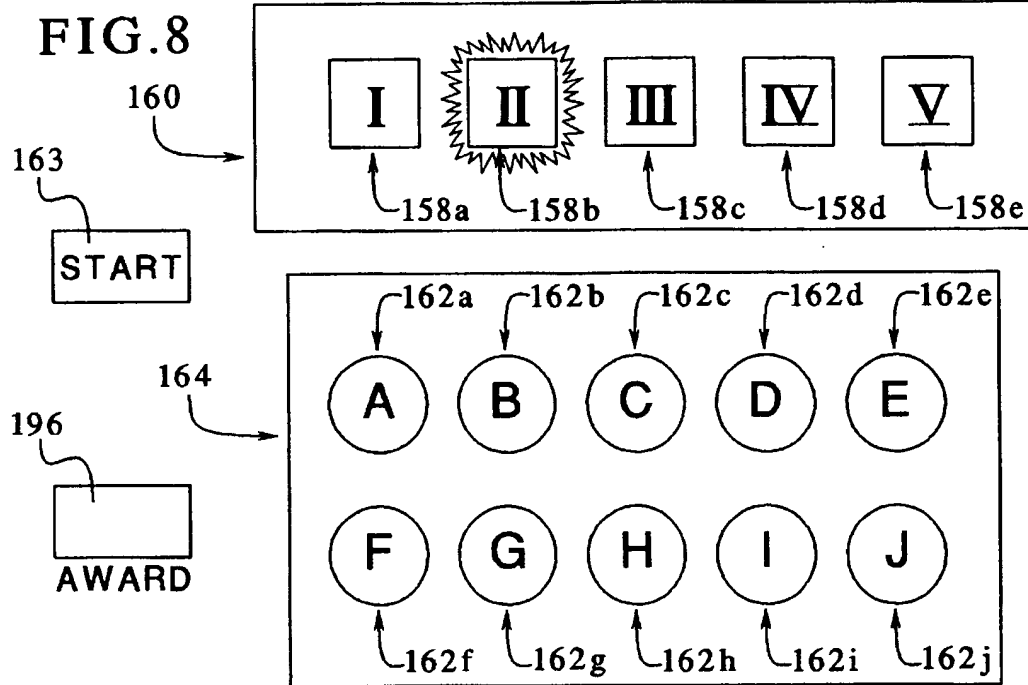 FIG.8
160
I II III IV V
158a 158b 158c 158d 158e
163
START
162a 162b 162c 162d 162e
164
A B C D E
196
AWARD
F G H I J
162f 162g 162h 162i 162j